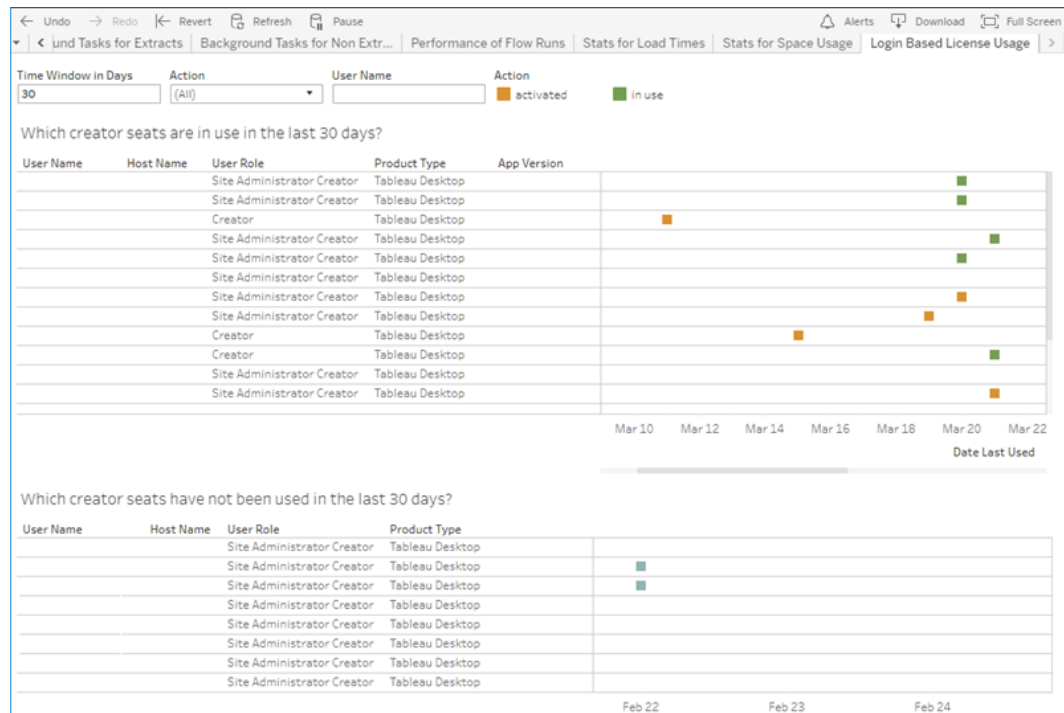 Undo Redo Revert Refresh Pause Alerts Download Full Screen
und Tasks for Extracts Background Tasks for Non Extr... Performance of Flow Runs Stats for Load Times Stats for Space Usage Login Based License Usage
Time Window in Days Action User Name Action
30 (All) activated in use
Which creator seats are in use in the last 30 days?
User Name Host Name User Role Product Type App Version
Site Administrator Creator Tableau Desktop
Site Administrator Creator Tableau Desktop
Creator Tableau Desktop
Site Administrator Creator Tableau Desktop
Site Administrator Creator Tableau Desktop
Site Administrator Creator Tableau Desktop
Site Administrator Creator Tableau Desktop
Site Administrator Creator Tableau Desktop
Creator Tableau Desktop
Creator Tableau Desktop
Site Administrator Creator Tableau Desktop
Site Administrator Creator Tableau Desktop
Mar 10 Mar 12 Mar 14 Mar 16 Mar 18 Mar 20 Mar 22
Date Last Used
Which creator seats have not been used in the last 30 days?
User Name Host Name User Role Product Type
Site Administrator Creator Tableau Desktop
Site Administrator Creator Tableau Desktop
Site Administrator Creator Tableau Desktop
Site Administrator Creator Tableau Desktop
Site Administrator Creator Tableau Desktop
Site Administrator Creator Tableau Desktop
Site Administrator Creator Tableau Desktop
Site Administrator Creator Tableau Desktop
Feb 22 Feb 23 Feb 24